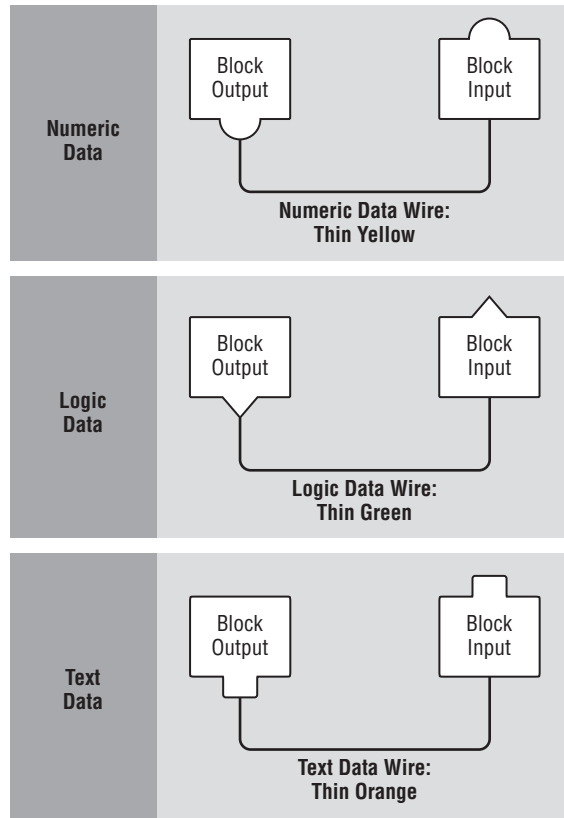 Numeric
Data
Block
Output
Block
Input
Numeric Data Wire:
Thin Yellow
Logic
Data
Block
Output
Block
Input
Logic Data Wire:
Thin Green
Text
Data
Block
Output
Block
Input
Text Data Wire:
Thin Orange